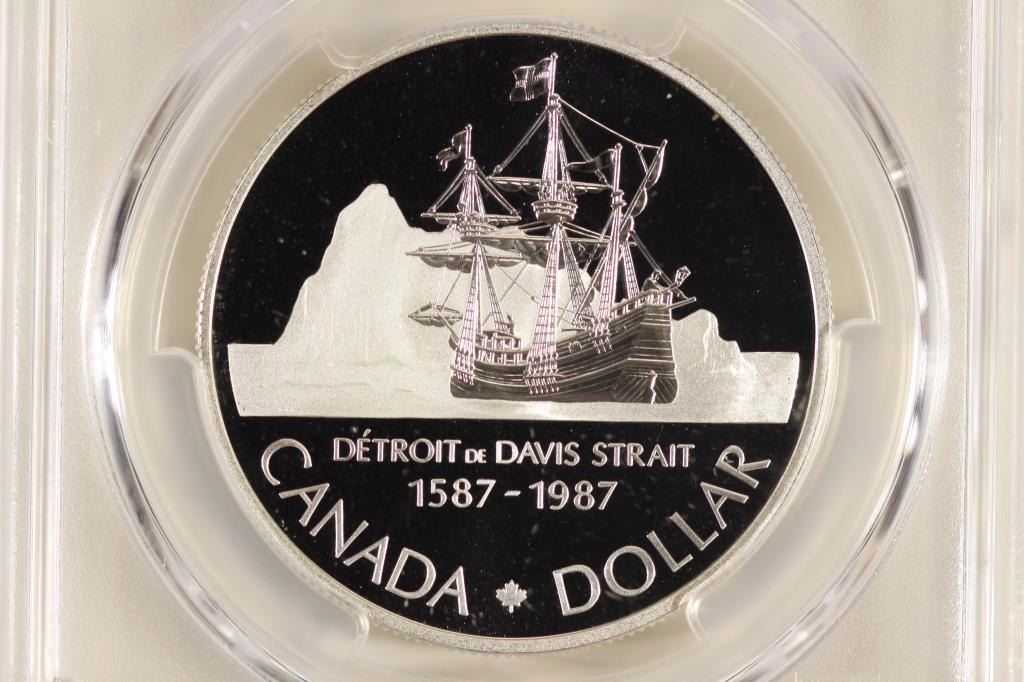 DÉTROIT DE DAVIS STRAIT
1587-1987
CANADA DOLLAR